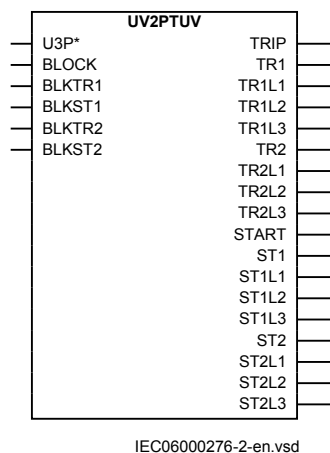 UV2PTUV
U3P* TRIP
BLOCK TR1
BLKTR1 TR1L1
BLKST1 TR1L2
BLKTR2 TR1L3
BLKST2 TR2
TR2L1
TR2L2
TR2L3
START
ST1
ST1L1
ST1L2
ST1L3
ST2
ST2L1
ST2L2
ST2L3
IEC06000276-2-en.vsd